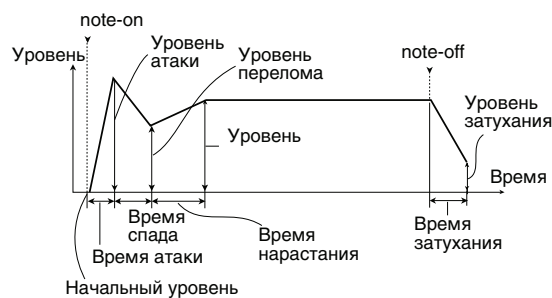 note-on
note-off
Уровень
Уровень
атаки
Уровень
перелома
Уровень
затухания
Уровень
Время
Время
спада
Время
нарастания
Время
затухания
Время атаки
Начальный уровень